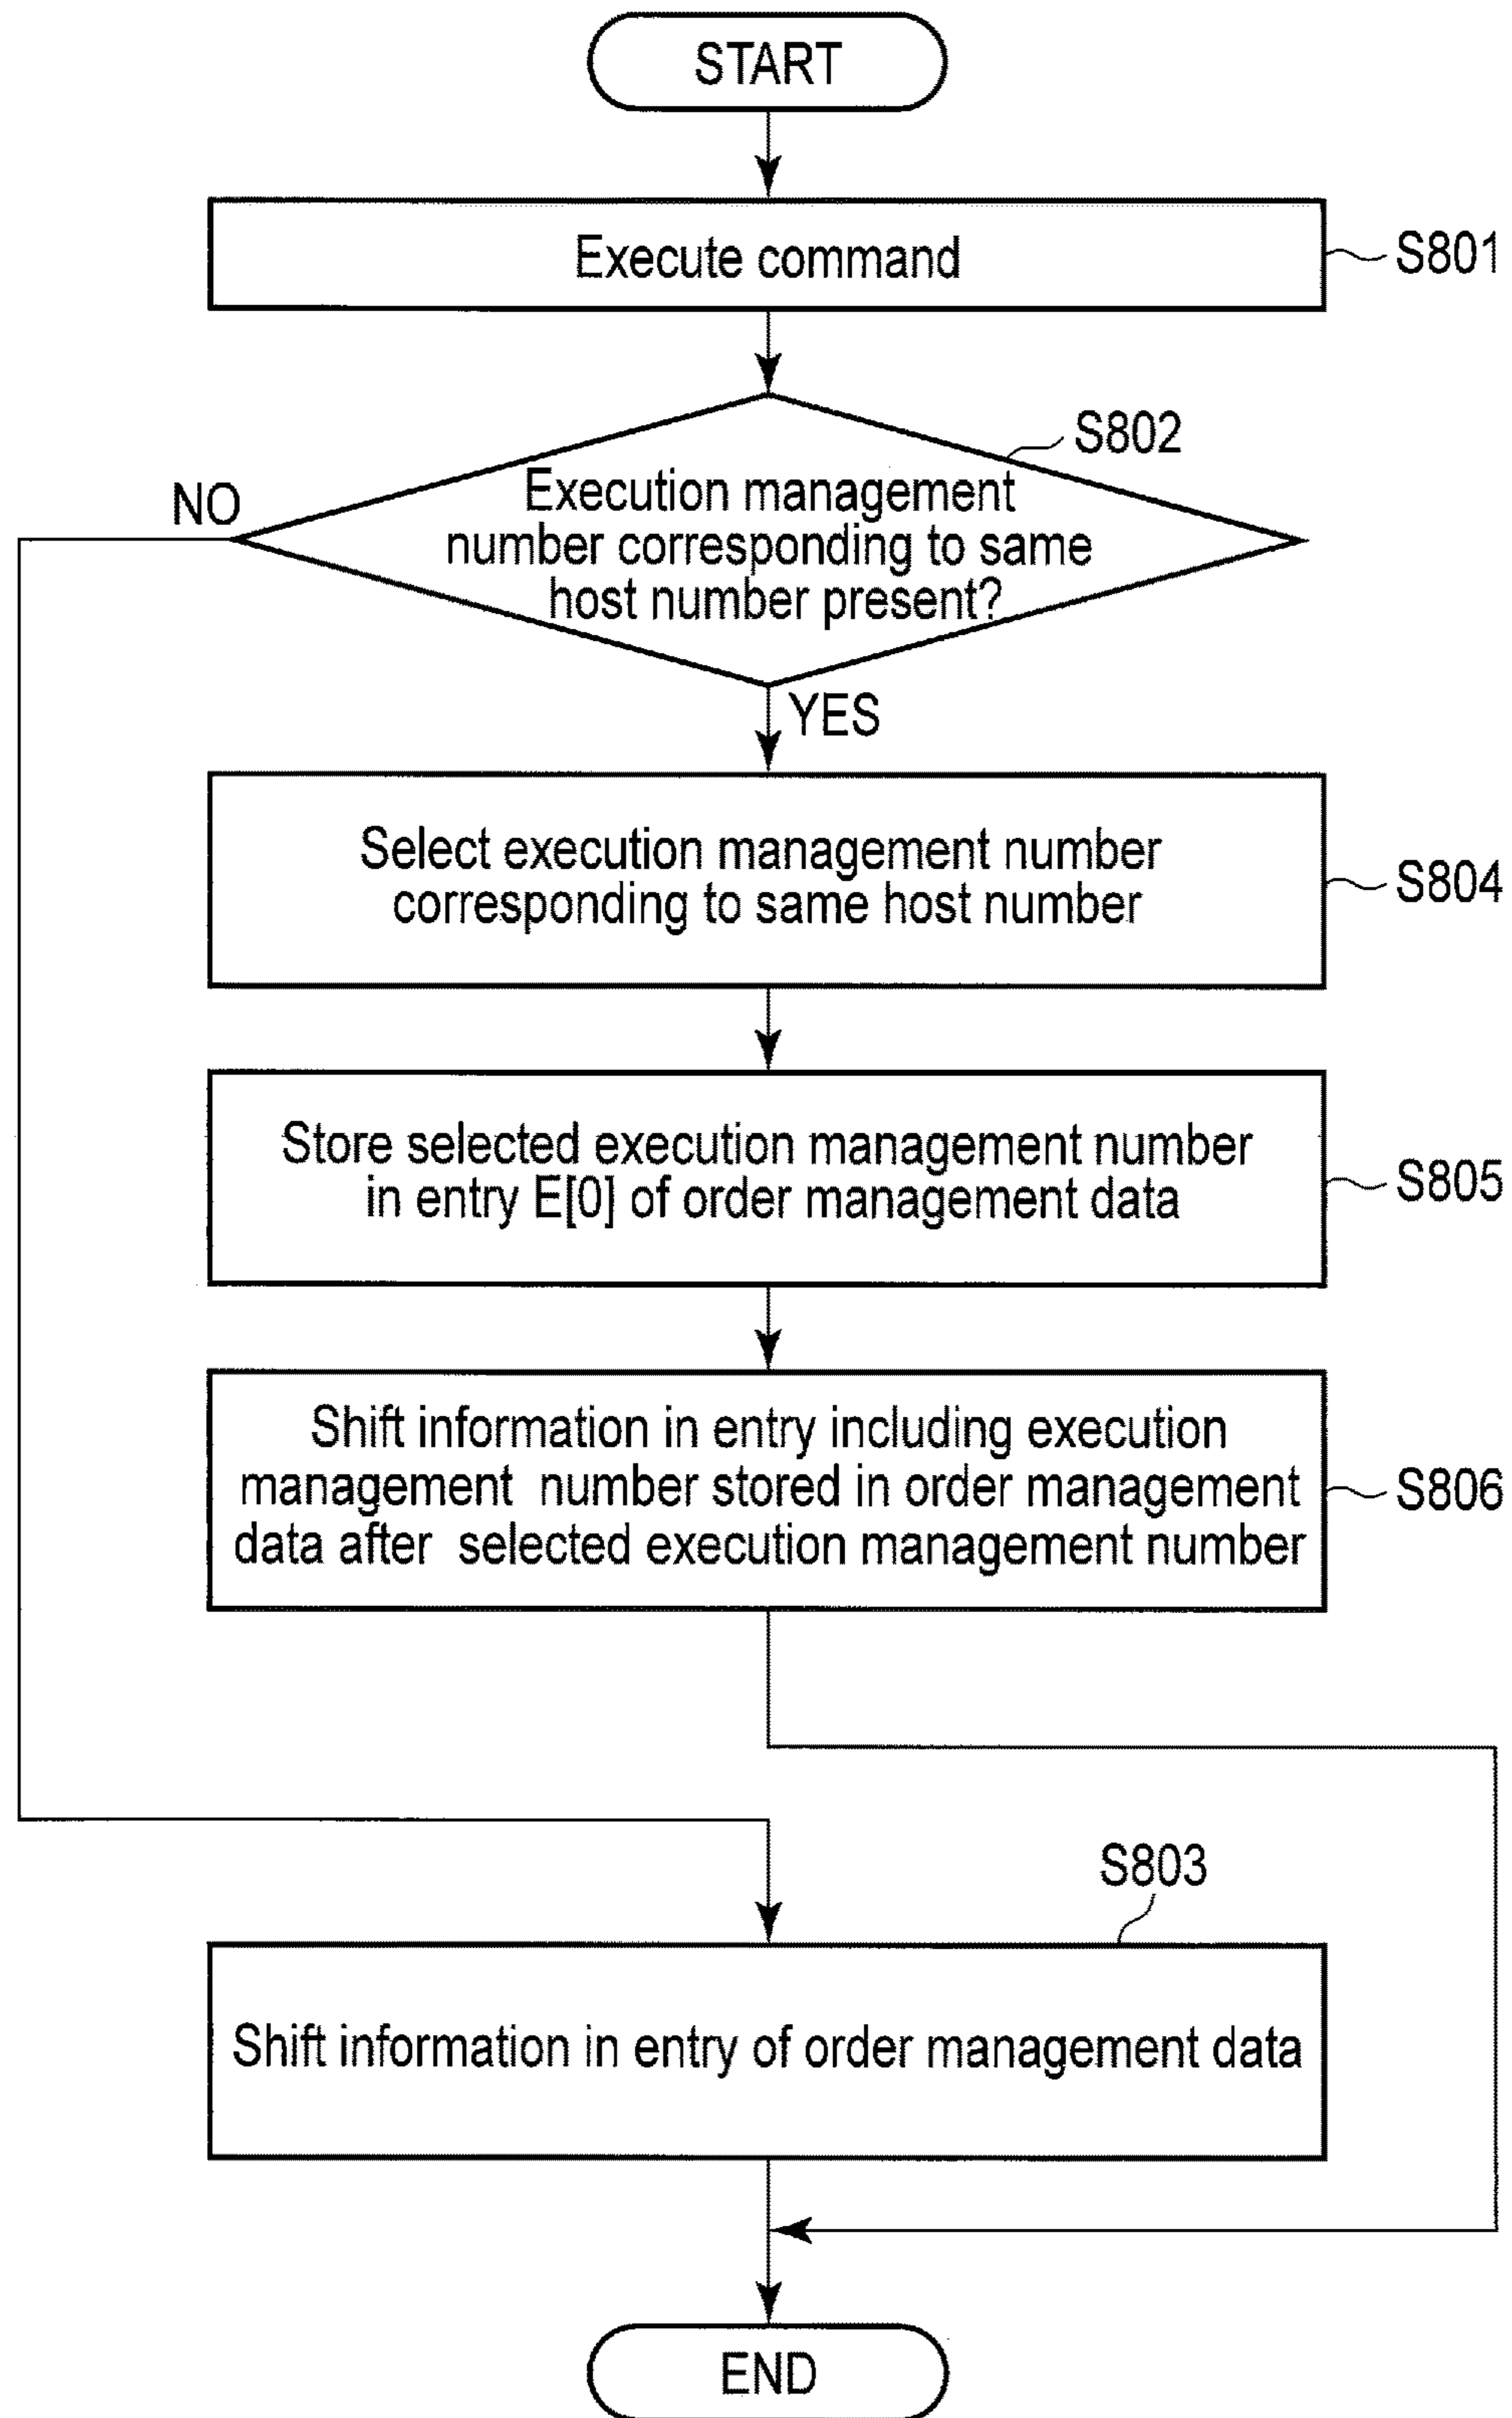 START
Execute command
S801
S802
NO
Execution management
number corresponding to same
host number present?
YES
Select execution management number
corresponding to same host number
S804
Store selected execution management number
in entry E[0] of order management data
S805
Shift information in entry including execution
management number stored in order management
data after selected execution management number
S806
S803
Shift information in entry of order management data
END